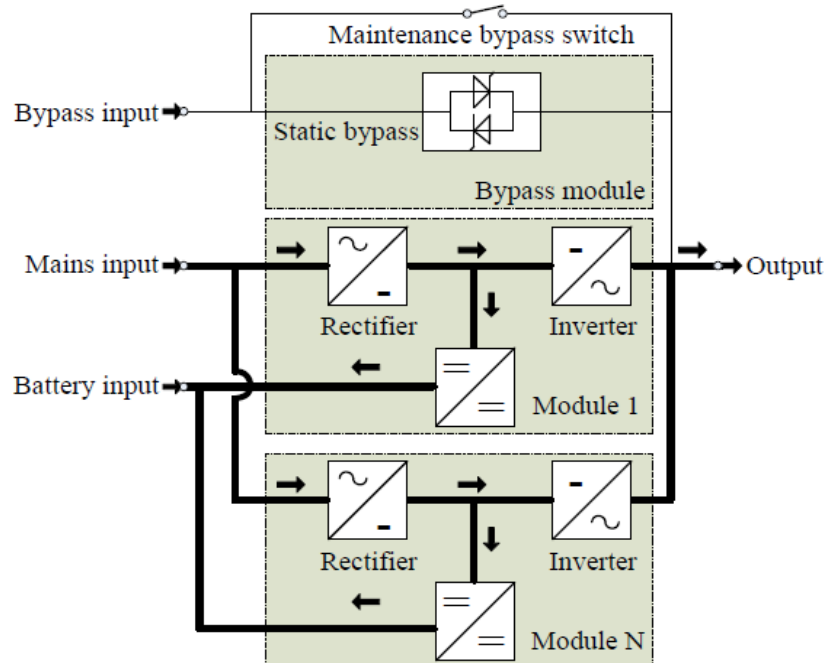 Maintenance bypass switch
Bypass input
Static bypass
Bypass module
Mains input
Rectifier
Inverter
Output
Battery input
Module 1
Rectifier
Inverter
Module N